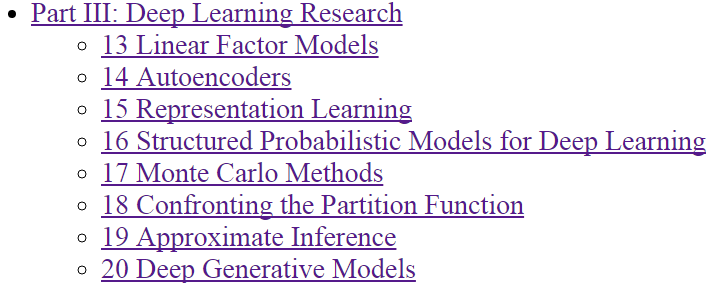 Part III: Deep Learning Research
13 Linear Factor Models
14 Autoencoders
15 Representation Learning
16 Structured Probabilistic Models for Deep Learning
17 Monte Carlo Methods
18 Confronting the Partition Function
19 Approximate Inference
20 Deep Generative Models